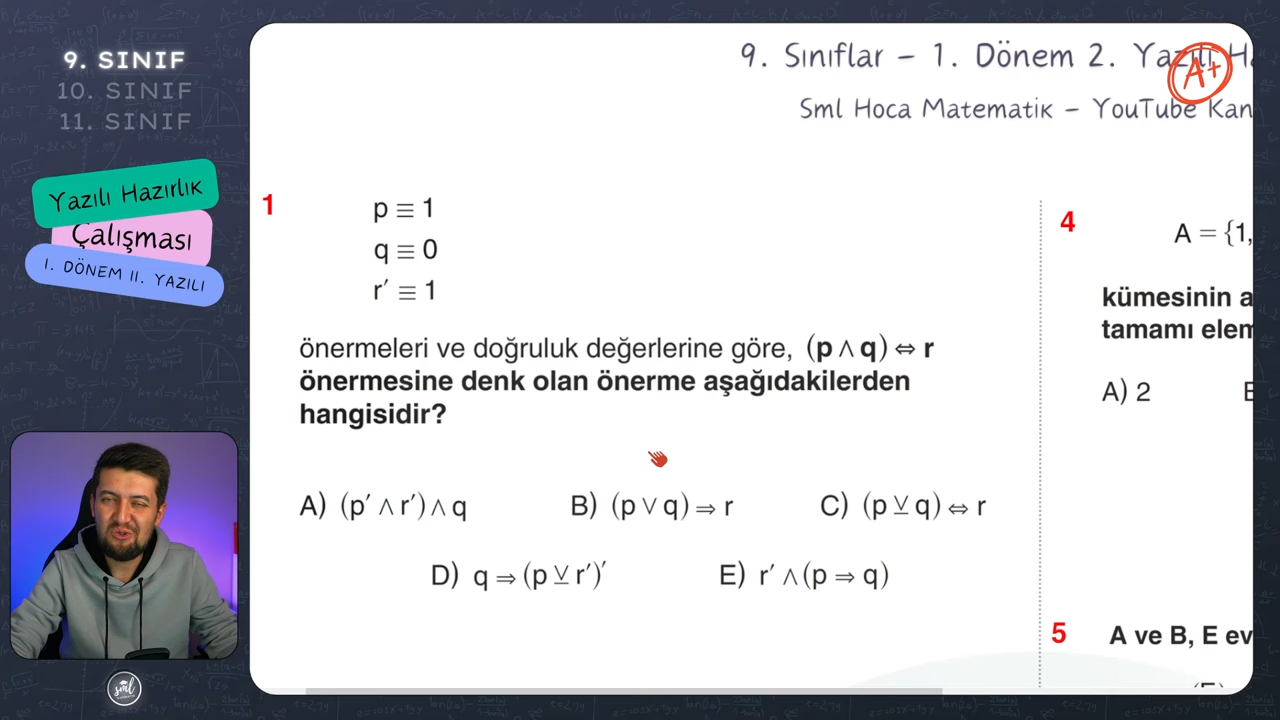 9. SINIF
10. SINIF
11. SINIF
Yazılı Hazırlık
Çalışması
I. DÖNEM II. YAZILI
sml
9. Sınıflar – 1. Dönem 2. Yazılı
A+
Sml Hoca Matematik – YouTube Kan
1
p ≡ 1
q ≡ 0
r′ ≡ 1
önermeleri ve doğruluk değerlerine göre, (p ∧ q) ⇔ r
önermesine denk olan önerme aşağıdakilerden
hangisidir?
A) (p′ ∧ r′) ∧ q B) (p ∨ q) ⇒ r C) (p ⊻ q) ⇔ r
D) q ⇒ (p ⊻ r′)′ E) r′ ∧ (p ⇒ q)
4
A = {1,
kümesinin a
tamamı elem
A) 2
5
A ve B, E ev